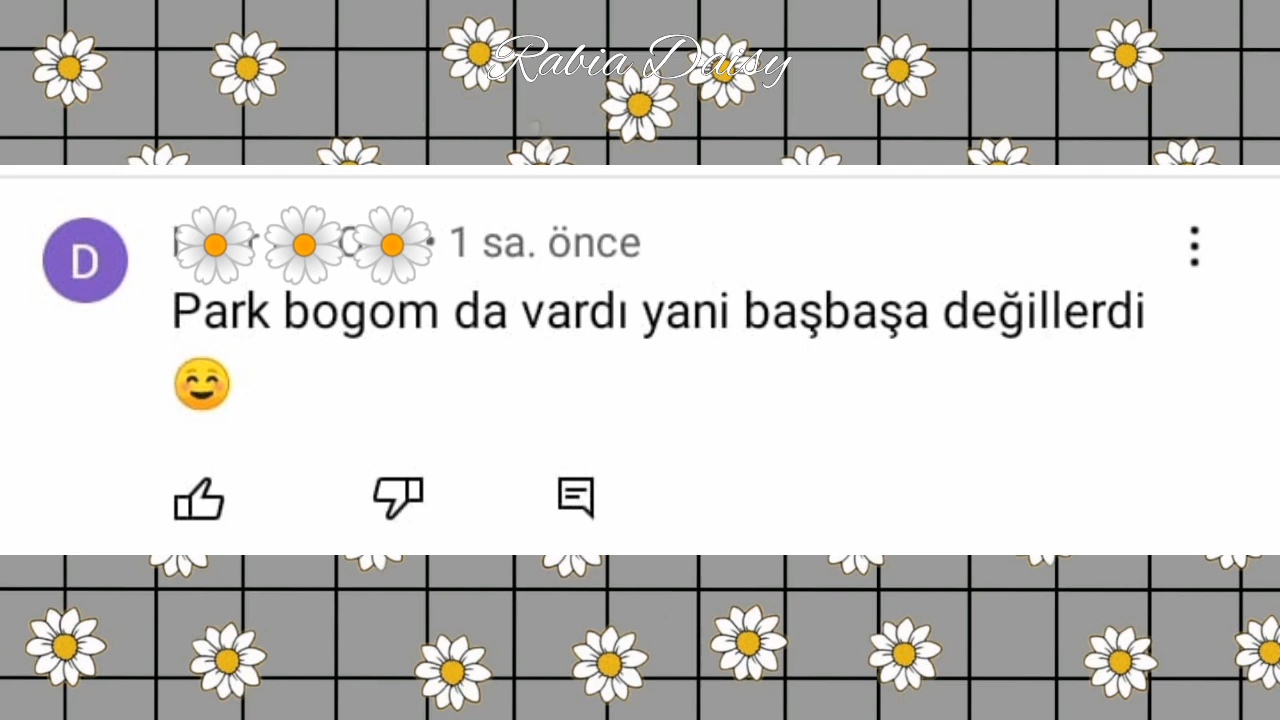 Rabia Daisy
D
• 1 sa. önce
Park bogom da vardı yani başbaşa değillerdi
☺️